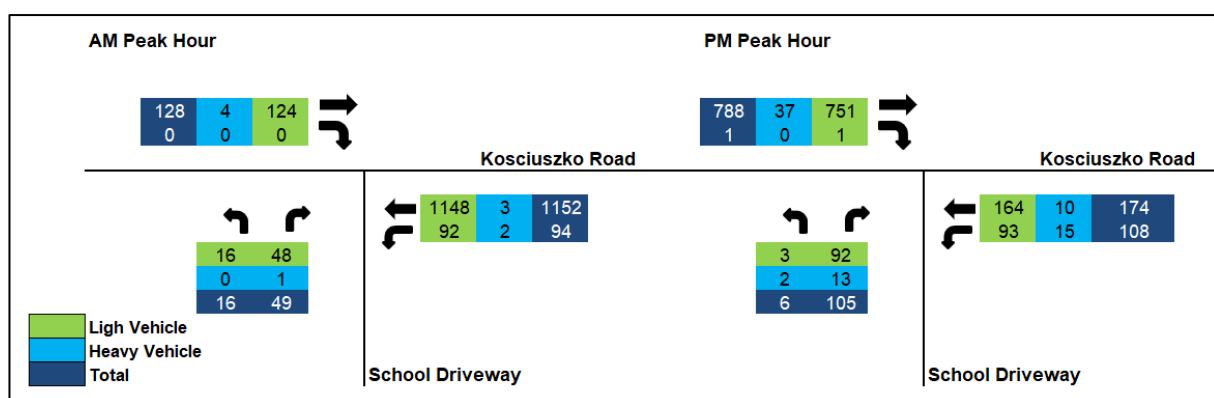 AM Peak Hour
128 4 124
0 0 0
Kosciuszko Road
1148 3 1152
92 2 94
16 48
0 1
16 49
School Driveway
PM Peak Hour
788 37 751
1 0 1
Kosciuszko Road
164 10 174
93 15 108
3 92
2 13
6 105
School Driveway
Ligh Vehicle
Heavy Vehicle
Total